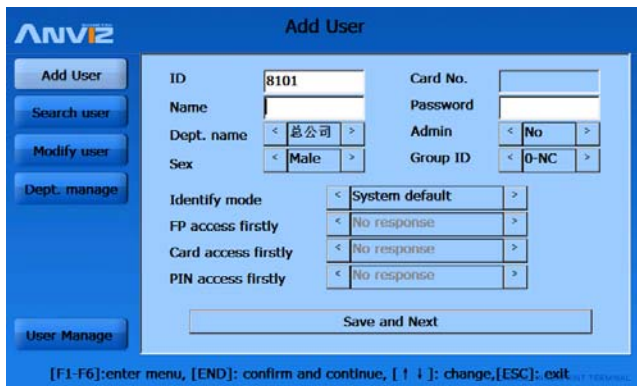 ANVIZ
Add User
Add User
Search user
Modify user
Dept. manage
User Manage
ID 8101 Card No.
Name Password
Dept. name < 总公司 > Admin < No >
Sex < Male > Group ID < 0-NC >
Identify mode < System default >
FP access firstly < No response >
Card access firstly < No response >
PIN access firstly < No response >
Save and Next
[F1-F6]:enter menu, [END]: confirm and continue, [↑↓]: change,[ESC]: exit